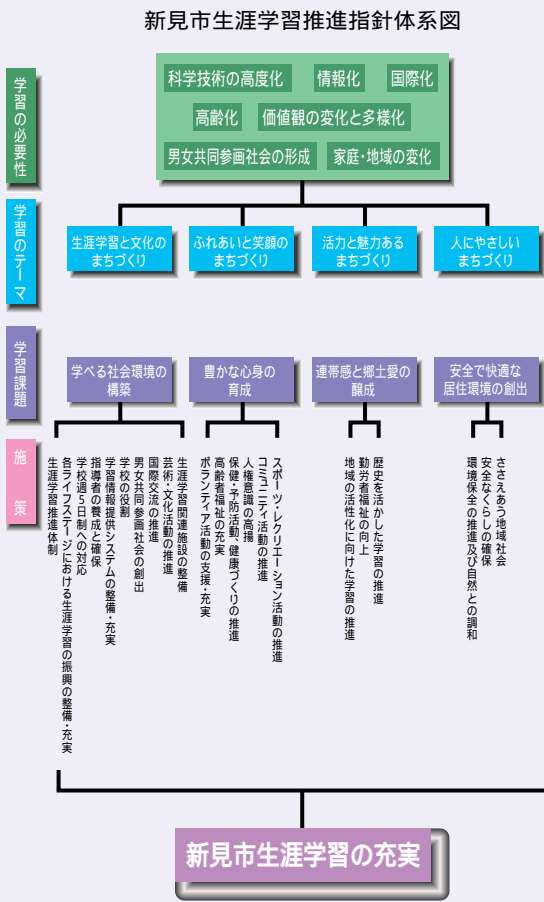 新見市生涯学習推進指針体系図
学習の必要性
科学技術の高度化
情報化
国際化
高齢化
価値観の変化と多様化
男女共同参画社会の形成
家庭・地域の変化
学習のテーマ
生涯学習と文化の
まちづくり
ふれあいと笑顔の
まちづくり
活力と魅力ある
まちづくり
人にやさしい
まちづくり
学習課題
学べる社会環境の
構築
豊かな心身の
育成
連帯感と郷土愛の
醸成
安全で快適な
居住環境の創出
施策
生涯学習関連施設の整備
芸術・文化活動の推進
国際交流の推進
男女共同参画社会の創出
学校の役割
学習情報提供システムの整備・充実
指導者の養成と確保
学校週5日制への対応
各ライフステージにおける生涯学習の振興の整備・充実
生涯学習推進体制
スポーツ・レクリエーション活動の推進
コミュニティ活動の推進
人権意識の高揚
保健・予防活動、健康づくりの推進
高齢者福祉の充実
ボランティア活動の支援・充実
歴史を活かした学習の推進
勤労者福祉の向上
地域の活性化に向けた学習の推進
ささえあう地域社会
安全なくらしの確保
環境保全の推進及び自然との調和
新見市生涯学習の充実